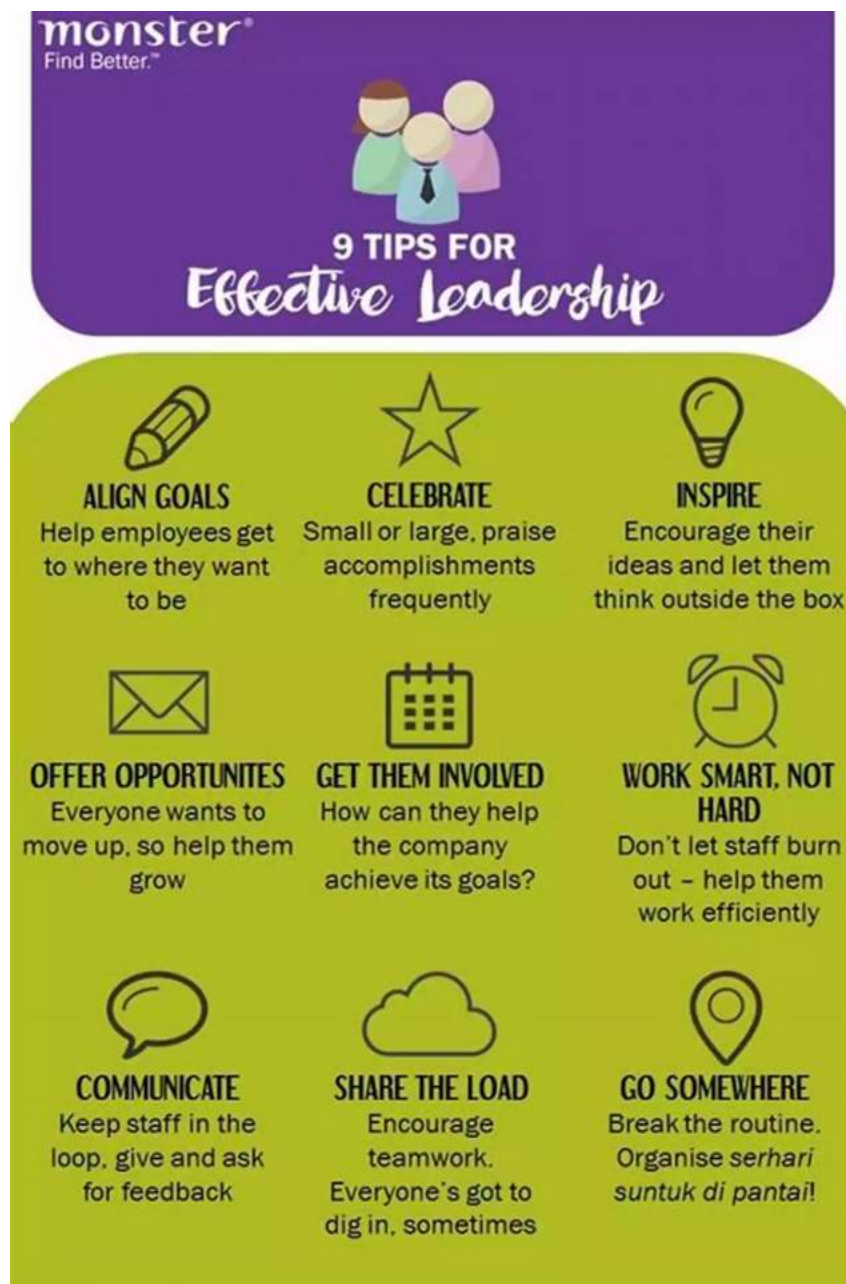 monster®
Find Better.™
9 TIPS FOR
Effective Leadership
ALIGN GOALS
Help employees get
to where they want
to be
CELEBRATE
Small or large, praise
accomplishments
frequently
INSPIRE
Encourage their
ideas and let them
think outside the box
OFFER OPPORTUNITES
Everyone wants to
move up, so help them
grow
GET THEM INVOLVED
How can they help
the company
achieve its goals?
WORK SMART, NOT
HARD
Don't let staff burn
out – help them
work efficiently
COMMUNICATE
Keep staff in the
loop, give and ask
for feedback
SHARE THE LOAD
Encourage
teamwork.
Everyone's got to
dig in, sometimes
GO SOMEWHERE
Break the routine.
Organise serhari
suntuk di pantai!